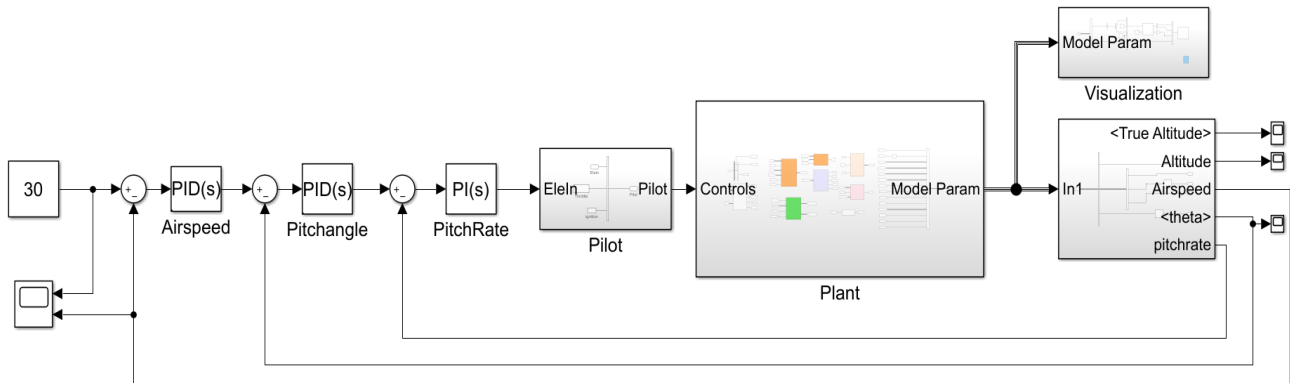 Model Param
Visualization
<True Altitude>
Altitude
30
PID(s)
PID(s)
PI(s)
EleIn
Pilot
Controls
Model Param
In1
Airspeed
<theta>
pitchrate
Airspeed
Pitchangle
PitchRate
Pilot
Plant